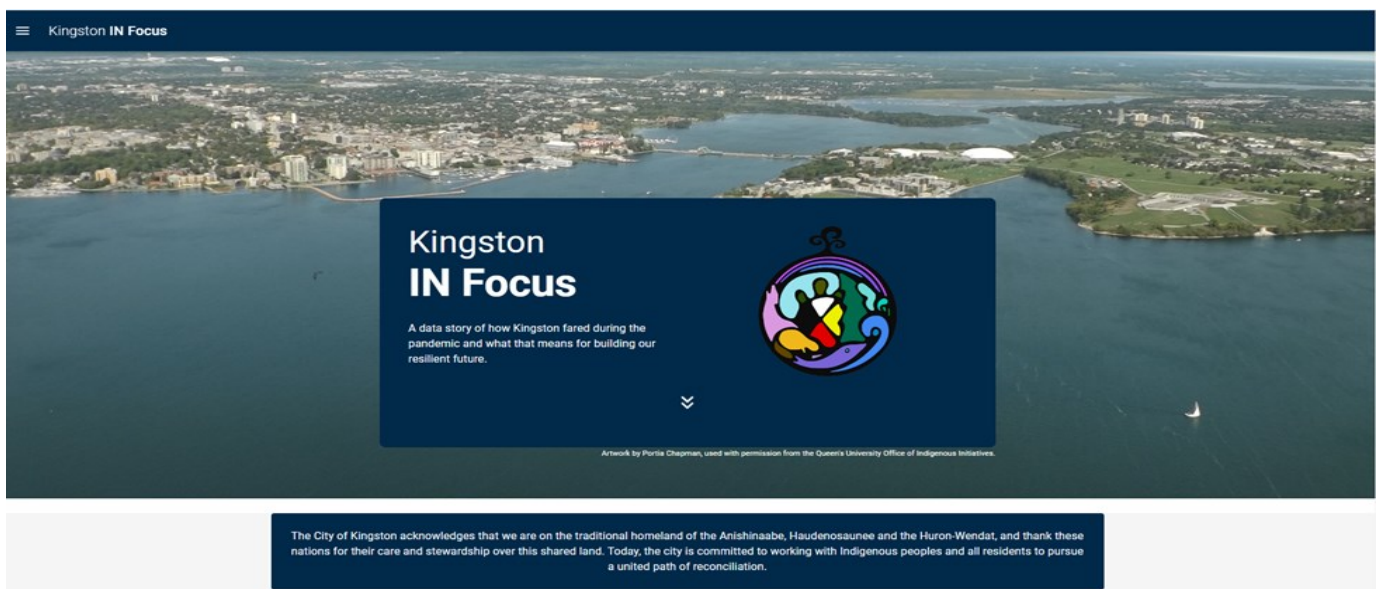 Kingston IN Focus
Kingston
IN Focus
A data story of how Kingston fared during the
pandemic and what that means for building our
resilient future.
Artwork by Portia Chapman, used with permission from the Queen's University Office of Indigenous Initiatives.
The City of Kingston acknowledges that we are on the traditional homeland of the Anishinaabe, Haudenosaunee and the Huron-Wendat, and thank these
nations for their care and stewardship over this shared land. Today, the city is committed to working with Indigenous peoples and all residents to pursue
a united path of reconciliation.